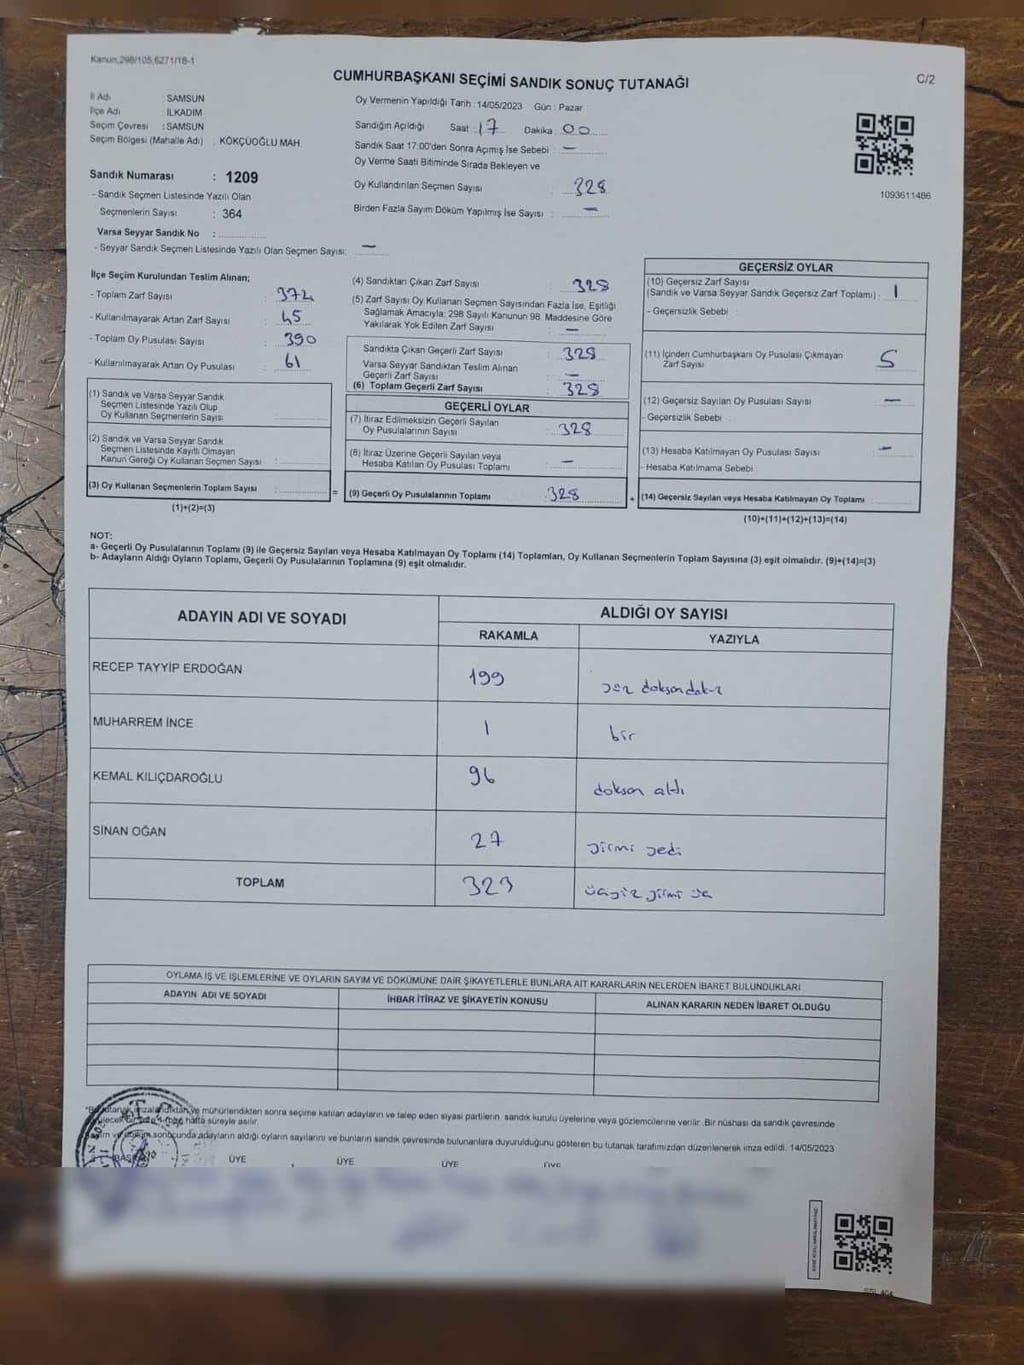 Kanun,298/105,6271/18-1
CUMHURBAŞKANI SEÇİMİ SANDIK SONUÇ TUTANAĞI
C/2
İl Adı : SAMSUN
İlçe Adı : İLKADIM
Seçim Çevresi : SAMSUN
Seçim Bölgesi (Mahalle Adı) : KÖKÇÜOĞLU MAH.
Sandık Numarası : 1209
- Sandık Seçmen Listesinde Yazılı Olan
Seçmenlerin Sayısı : 364
Varsa Seyyar Sandık No :
- Seyyar Sandık Seçmen Listesinde Yazılı Olan Seçmen Sayısı: —
Oy Vermenin Yapıldığı Tarih : 14/05/2023 Gün : Pazar
Sandığın Açıldığı Saat : 17 Dakika : 00
Sandık Saat 17:00'den Sonra Açımış İse Sebebi : —
Oy Verme Saati Bitiminde Sırada Bekleyen ve
Oy Kullandırılan Seçmen Sayısı : 328
Birden Fazla Sayım Döküm Yapılmış İse Sayısı : —
1093611486
İlçe Seçim Kurulundan Teslim Alınan;
- Toplam Zarf Sayısı : 372
- Kullanılmayarak Artan Zarf Sayısı : 45
- Toplam Oy Pusulası Sayısı : 390
- Kullanılmayarak Artan Oy Pusulası : 61
(1) Sandık ve Varsa Seyyar Sandık
Seçmen Listesinde Yazılı Olup
Oy Kullanan Seçmenlerin Sayısı :
(2) Sandık ve Varsa Seyyar Sandık
Seçmen Listesinde Kayıtlı Olmayan
Kanun Gereği Oy Kullanan Seçmen Sayısı :
(3) Oy Kullanan Seçmenlerin Toplam Sayısı :
(1)+(2)=(3)
=
(4) Sandıktan Çıkan Zarf Sayısı : 328
(5) Zarf Sayısı Oy Kullanan Seçmen Sayısından Fazla İse, Eşitliği
Sağlamak Amacıyla; 298 Sayılı Kanunun 98. Maddesine Göre
Yakılarak Yok Edilen Zarf Sayısı : —
Sandıkta Çıkan Geçerli Zarf Sayısı : 328
Varsa Seyyar Sandıktan Teslim Alınan
Geçerli Zarf Sayısı : —
(6) Toplam Geçerli Zarf Sayısı : 328
GEÇERLİ OYLAR
(7) İtiraz Edilmeksizin Geçerli Sayılan
Oy Pusulalarının Sayısı : 328
(8) İtiraz Üzerine Geçerli Sayılan veya
Hesaba Katılan Oy Pusulası Toplamı : —
(9) Geçerli Oy Pusulalarının Toplamı : 328
+
GEÇERSİZ OYLAR
(10) Geçersiz Zarf Sayısı
(Sandık ve Varsa Seyyar Sandık Geçersiz Zarf Toplamı) : 1
- Geçersizlik Sebebi :
(11) İçinden Cumhurbaşkanı Oy Pusulası Çıkmayan
Zarf Sayısı : 5
(12) Geçersiz Sayılan Oy Pusulası Sayısı : —
- Geçersizlik Sebebi :
(13) Hesaba Katılmayan Oy Pusulası Sayısı : -
- Hesaba Katılmama Sebebi :
(14) Geçersiz Sayılan veya Hesaba Katılmayan Oy Toplamı :
(10)+(11)+(12)+(13)=(14)
NOT:
a- Geçerli Oy Pusulalarının Toplamı (9) ile Geçersiz Sayılan veya Hesaba Katılmayan Oy Toplamı (14) Toplamları, Oy Kullanan Seçmenlerin Toplam Sayısına (3) eşit olmalıdır. (9)+(14)=(3)
b- Adayların Aldığı Oyların Toplamı, Geçerli Oy Pusulalarının Toplamına (9) eşit olmalıdır.
ADAYIN ADI VE SOYADI
ALDIĞI OY SAYISI
RAKAMLA
YAZIYLA
RECEP TAYYİP ERDOĞAN 199 yüz doksandokuz
MUHARREM İNCE 1 bir
KEMAL KILIÇDAROĞLU 96 doksan altı
SİNAN OĞAN 27 yirmi yedi
TOPLAM 323 üçyüz yirmi üç
OYLAMA İŞ VE İŞLEMLERİNE VE OYLARIN SAYIM VE DÖKÜMÜNE DAİR ŞİKAYETLERLE BUNLARA AİT KARARLARIN NELERDEN İBARET BULUNDUKLARI
ADAYIN ADI VE SOYADI
İHBAR İTİRAZ VE ŞİKAYETİN KONUSU
ALINAN KARARIN NEDEN İBARET OLDUĞU
imzalandıktan ve mühürlendikten sonra seçime katılan adayların ve talep eden siyasi partilerin sandık kurulu üyelerine veya gözlemcilerine verilir. Bir nüshası da sandık çevresinde
hafta süreyle asılır.
sonucunda adayların aldığı oyların sayılarını ve bunların sandık çevresinde bulunanlara duyurulduğunu gösteren bu tutanak tarafımızdan düzenlenerek imza edildi. 14/05/2023
ÜYE ÜYE ÜYE ÜYE